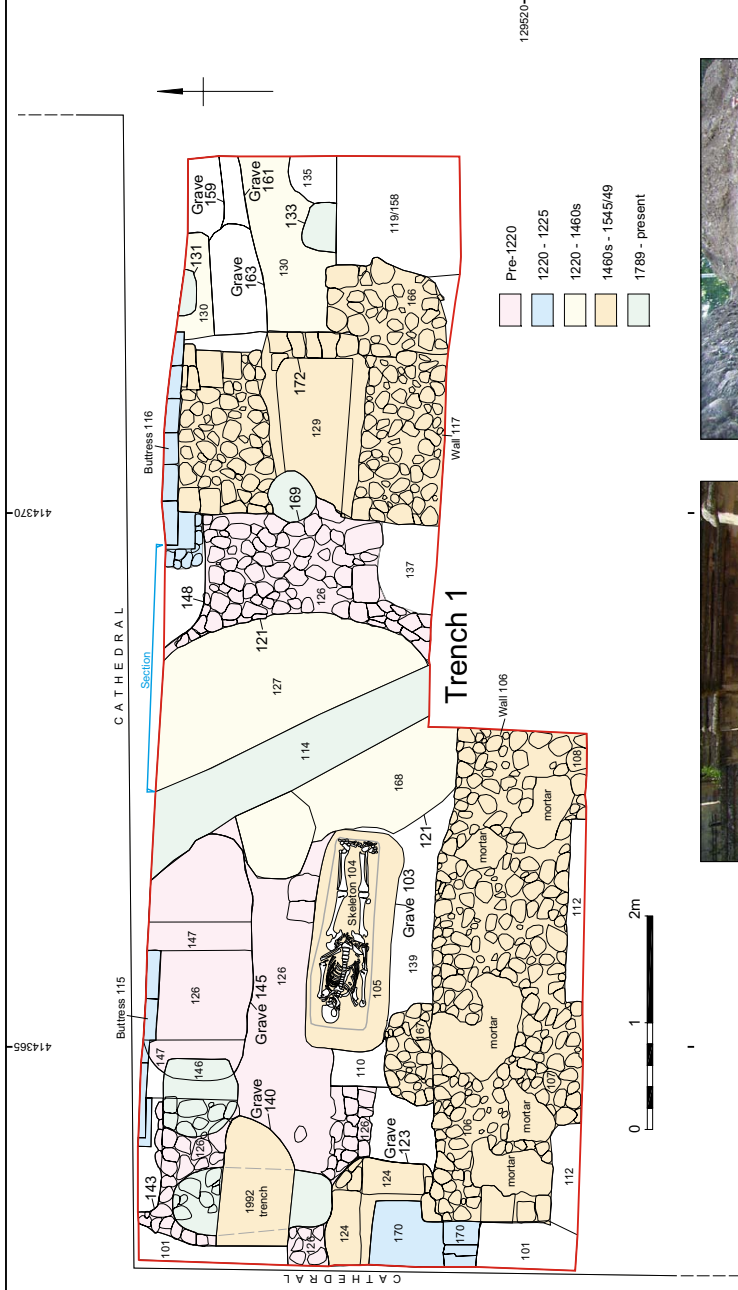 129520
414370
414365
CATHEDRAL
CATHEDRAL
Section
Buttress 116
Buttress 115
Grave 159
Grave 161
Grave 163
131
130
133
135
130
119/158
166
172
129
169
Wall 117
148
126
137
121
127
Trench 1
114
168
121
Wall 106
108
mortar
mortar
112
147
126
126
Grave 145
Skeleton 104
Grave 103
105
139
147
146
110
167
mortar
107
106
mortar
mortar
112
Grave 140
126
143
1992 trench
101
126
Grave 123
124
124
126
170
170
101
Pre-1220
1220 - 1225
1220 - 1460s
1460s - 1545/49
1789 - present
0
1
2m